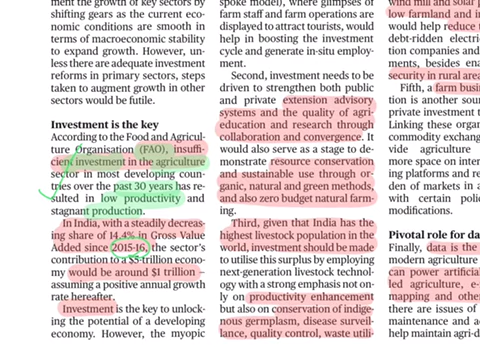 ment the growth of key sectors by
shifting gears as the current eco-
nomic conditions are smooth in
terms of macroeconomic stability
to expand growth. However, un-
less there are adequate investment
reforms in primary sectors, steps
taken to augment growth in other
sectors would be futile.
Investment is the key
According to the Food and Agricul-
ture Organisation (FAO), insuffi-
cient investment in the agriculture
sector in most developing coun-
tries over the past 30 years has re-
sulted in low productivity and
stagnant production.
In India, with a steadily decreas-
ing share of 14.4% in Gross Value
Added since 2015-16, the sector's
contribution to a $5-trillion econo-
my would be around $1 trillion —
assuming a positive annual growth
rate hereafter.
Investment is the key to unlock-
ing the potential of a developing
economy. However, the myopic
spoke model), where glimpses of
farm staff and farm operations are
displayed to attract tourists, would
help in boosting the investment
cycle and generate in-situ employ-
ment.
Second, investment needs to be
driven to strengthen both public
and private extension advisory
systems and the quality of agri-
education and research through
collaboration and convergence. It
would also serve as a stage to de-
monstrate resource conservation
and sustainable use through or-
ganic, natural and green methods,
and also zero budget natural farm-
ing.
Third, given that India has the
highest livestock population in the
world, investment should be made
to utilise this surplus by employing
next-generation livestock technol-
ogy with a strong emphasis not on-
ly on productivity enhancement
but also on conservation of indige-
nous germplasm, disease surveil-
lance, quality control, waste utili-
wind mill and solar
low farmland and in
would help reduce
debt-ridden electri
tion companies and
ments, besides ena
security in rural area
Fifth, a farm busi
tion is another sour
Linking these organ
commodity exchang
vide agriculture
more space on inter
ing platforms and re
den of markets in a
with certain policy
modifications.
Pivotal role for da
Finally, data is the
modern agriculture
can power artificial
led agriculture, e-
mapping and other
there are issues of
maintenance and ac
help maintain agri-d